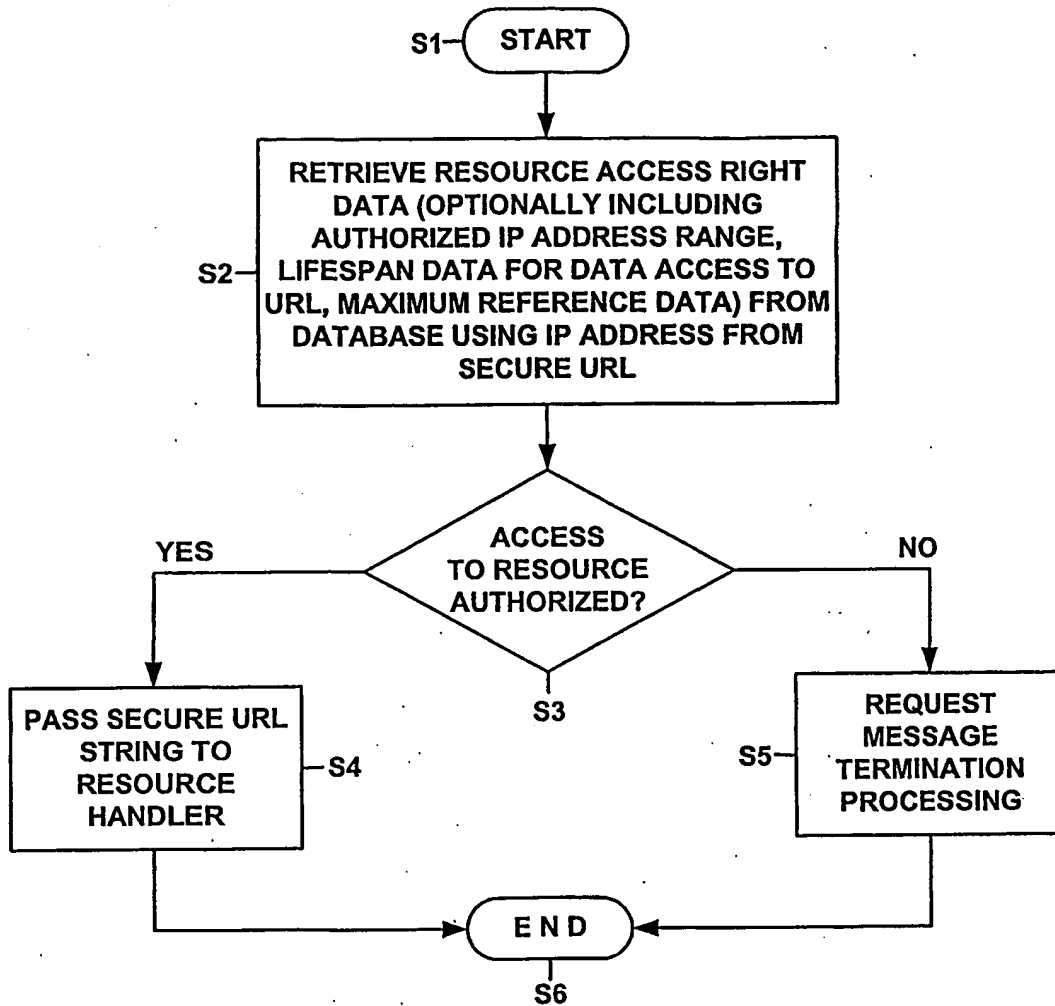 S1
START
RETRIEVE RESOURCE ACCESS RIGHT
DATA (OPTIONALLY INCLUDING
AUTHORIZED IP ADDRESS RANGE,
LIFESPAN DATA FOR DATA ACCESS TO
URL, MAXIMUM REFERENCE DATA) FROM
DATABASE USING IP ADDRESS FROM
SECURE URL
S2
ACCESS
TO RESOURCE
AUTHORIZED?
YES
NO
S3
PASS SECURE URL
STRING TO
RESOURCE
HANDLER
S4
S5
REQUEST
MESSAGE
TERMINATION
PROCESSING
E N D
S6